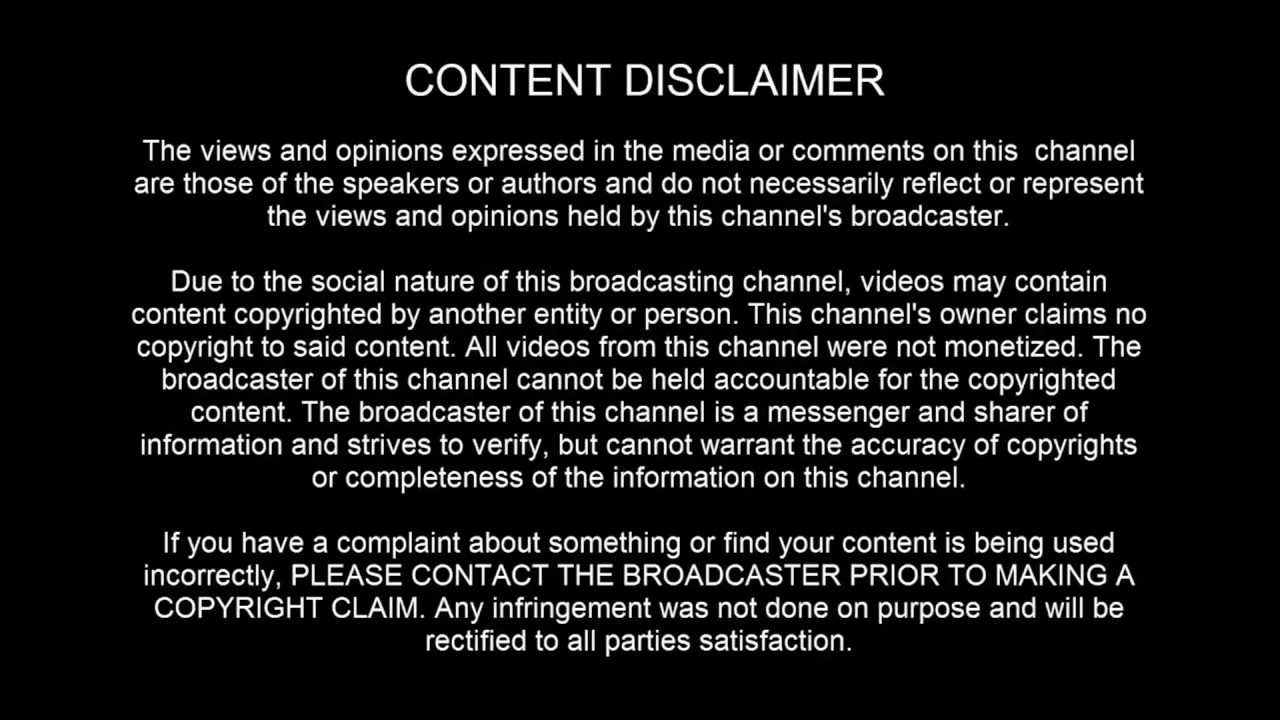 CONTENT DISCLAIMER
The views and opinions expressed in the media or comments on this channel
are those of the speakers or authors and do not necessarily reflect or represent
the views and opinions held by this channel's broadcaster.
Due to the social nature of this broadcasting channel, videos may contain
content copyrighted by another entity or person. This channel's owner claims no
copyright to said content. All videos from this channel were not monetized. The
broadcaster of this channel cannot be held accountable for the copyrighted
content. The broadcaster of this channel is a messenger and sharer of
information and strives to verify, but cannot warrant the accuracy of copyrights
or completeness of the information on this channel.
If you have a complaint about something or find your content is being used
incorrectly, PLEASE CONTACT THE BROADCASTER PRIOR TO MAKING A
COPYRIGHT CLAIM. Any infringement was not done on purpose and will be
rectified to all parties satisfaction.